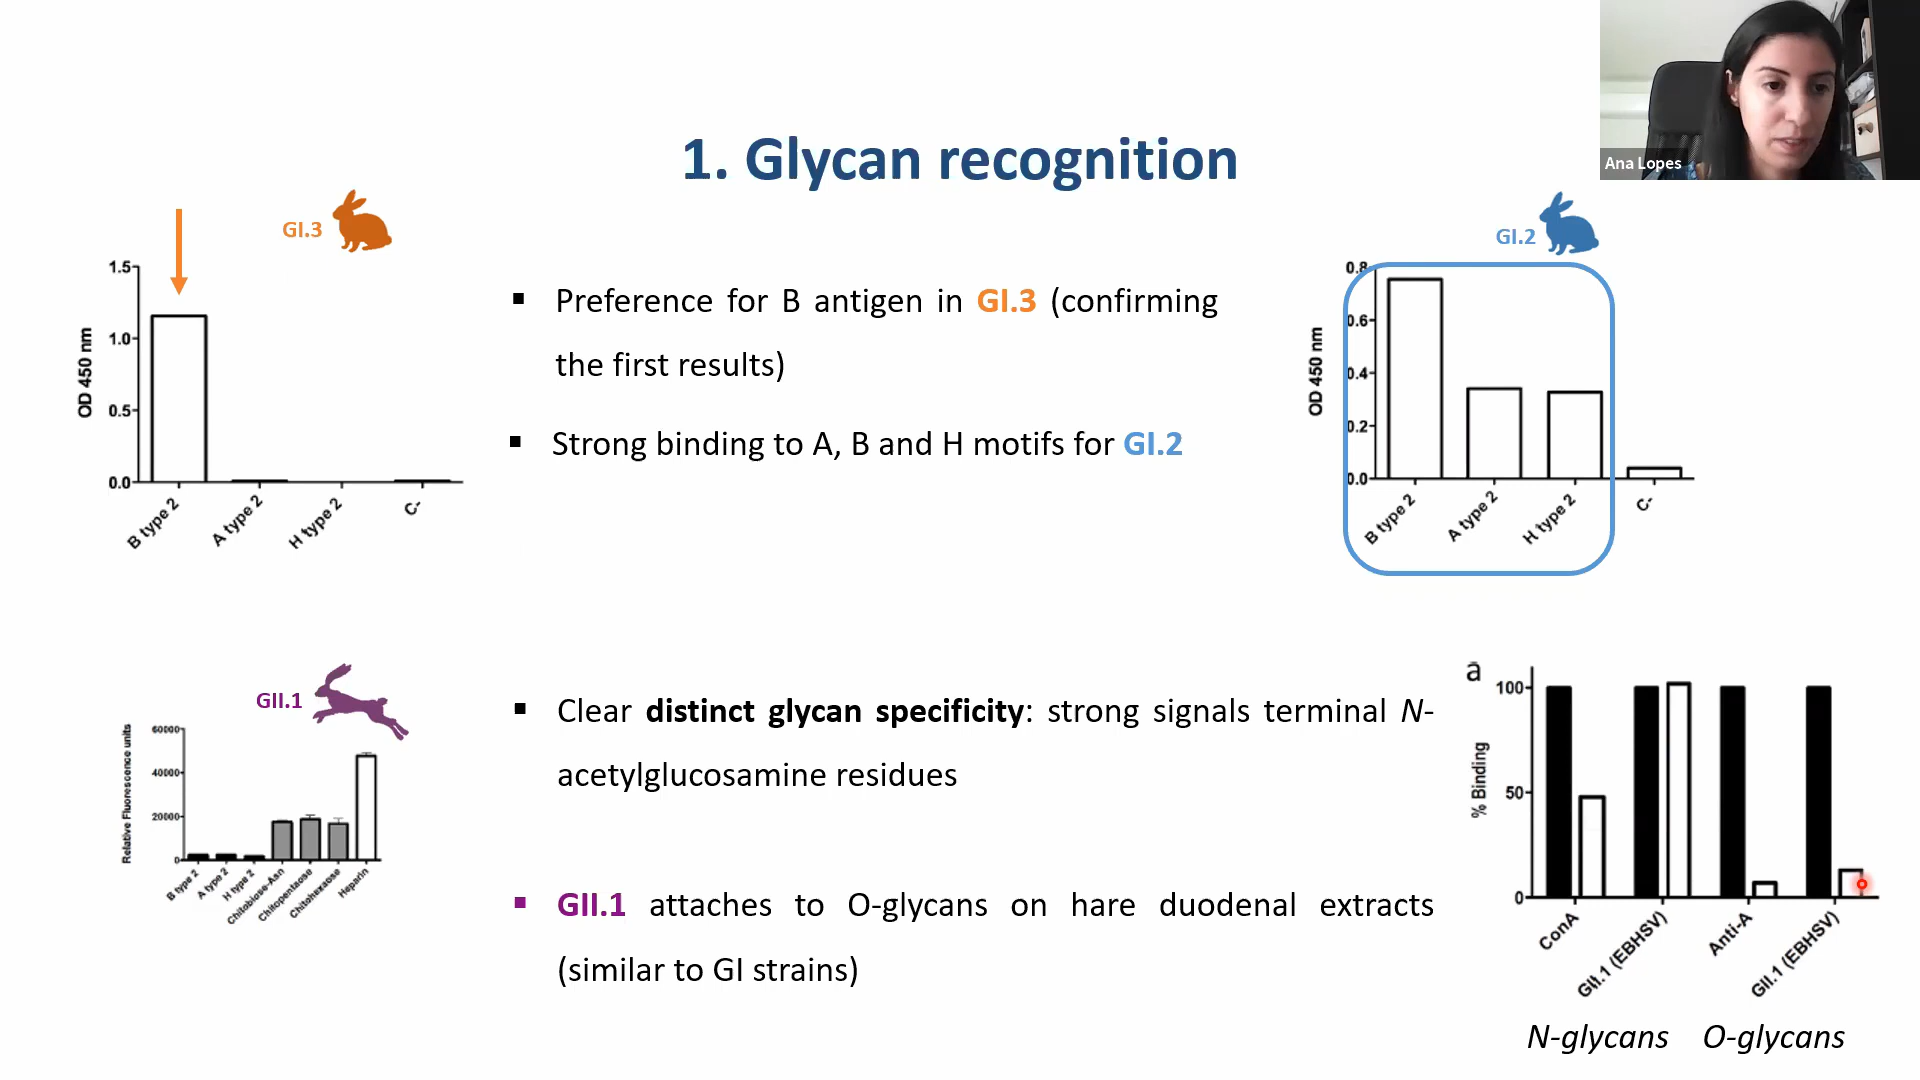 Ana Lopes
1. Glycan recognition
GI.3
1.5
1.0
0.5
0.0
OD 450 nm
B type 2
A type 2
H type 2
C-
▪ Preference for B antigen in GI.3 (confirming
the first results)
▪ Strong binding to A, B and H motifs for GI.2
GI.2
0.8
0.6
0.4
0.2
0.0
OD 450 nm
B type 2
A type 2
H type 2
C-
GII.1
60000
40000
20000
0
Relative Fluorescence units
B type 2
A type 2
H type 2
Chitobiose-Asn
Chitopentaose
Chitohexaose
Heparin
▪ Clear distinct glycan specificity: strong signals terminal N-
acetylglucosamine residues
▪ GII.1 attaches to O-glycans on hare duodenal extracts
(similar to GI strains)
a
100
50
0
% Binding
ConA
GII.1 (EBHSV)
Anti-A
GII.1 (EBHSV)
N-glycans O-glycans